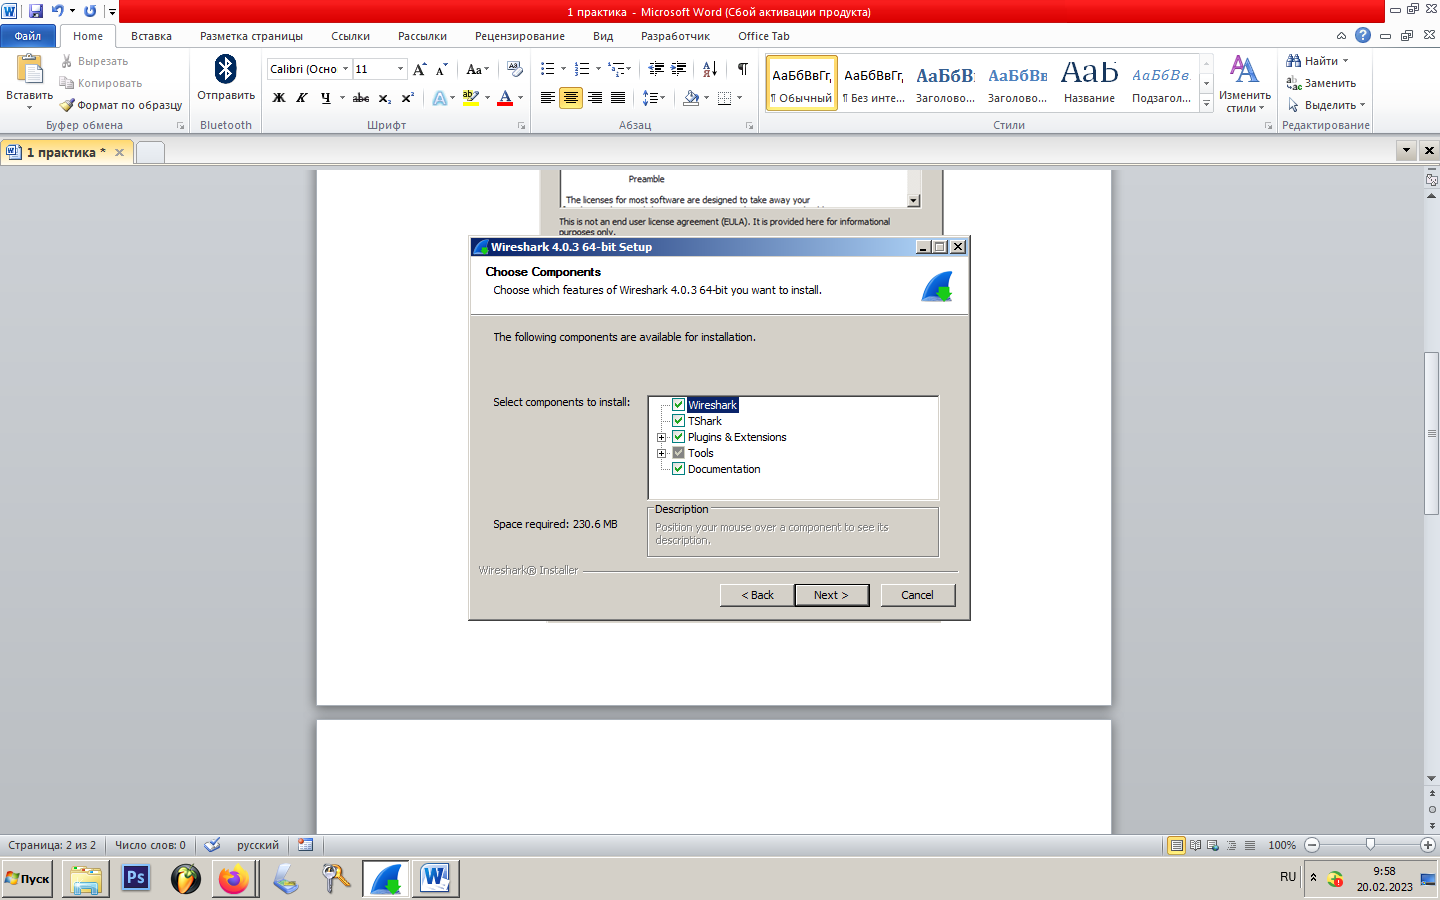 1 практика - Microsoft Word (Сбой активации продукта)
Файл Home Вставка Разметка страницы Ссылки Рассылки Рецензирование Вид Разработчик Office Tab
Вставить
Вырезать
Копировать
Формат по образцу
Буфер обмена
Отправить
Bluetooth
Calibri (Осно 11
Шрифт
Абзац
АаБбВвГг, АаБбВвГг, АаБбВ АаБбВв АаБ АаБбВв.
¶ Обычный ¶ Без инте... Заголово... Заголово... Название Подзагол...
Стили
Изменить
стили
Найти
Заменить
Выделить
Редактирование
1 практика *
Preamble
The licenses for most software are designed to take away your
This is not an end user license agreement (EULA). It is provided here for informational
purposes only.
Wireshark 4.0.3 64-bit Setup
Choose Components
Choose which features of Wireshark 4.0.3 64-bit you want to install.
The following components are available for installation.
Select components to install:
Wireshark
TShark
Plugins & Extensions
Tools
Documentation
Space required: 230.6 MB
Description
Position your mouse over a component to see its
description.
Wireshark® Installer
< Back Next > Cancel
Страница: 2 из 2 Число слов: 0 русский 100%
Пуск
RU
9:58
20.02.2023